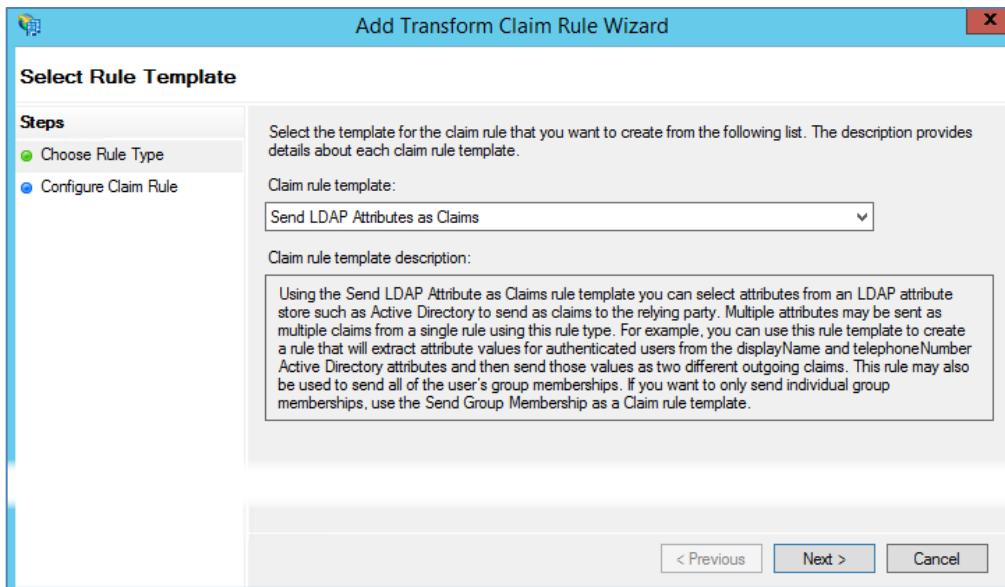 Add Transform Claim Rule Wizard
x
Select Rule Template
Steps
Choose Rule Type
Configure Claim Rule
Select the template for the claim rule that you want to create from the following list. The description provides
details about each claim rule template.
Claim rule template:
Send LDAP Attributes as Claims
Claim rule template description:
Using the Send LDAP Attribute as Claims rule template you can select attributes from an LDAP attribute
store such as Active Directory to send as claims to the relying party. Multiple attributes may be sent as
multiple claims from a single rule using this rule type. For example, you can use this rule template to create
a rule that will extract attribute values for authenticated users from the displayName and telephoneNumber
Active Directory attributes and then send those values as two different outgoing claims. This rule may also
be used to send all of the user's group memberships. If you want to only send individual group
memberships, use the Send Group Membership as a Claim rule template.
< Previous
Next >
Cancel